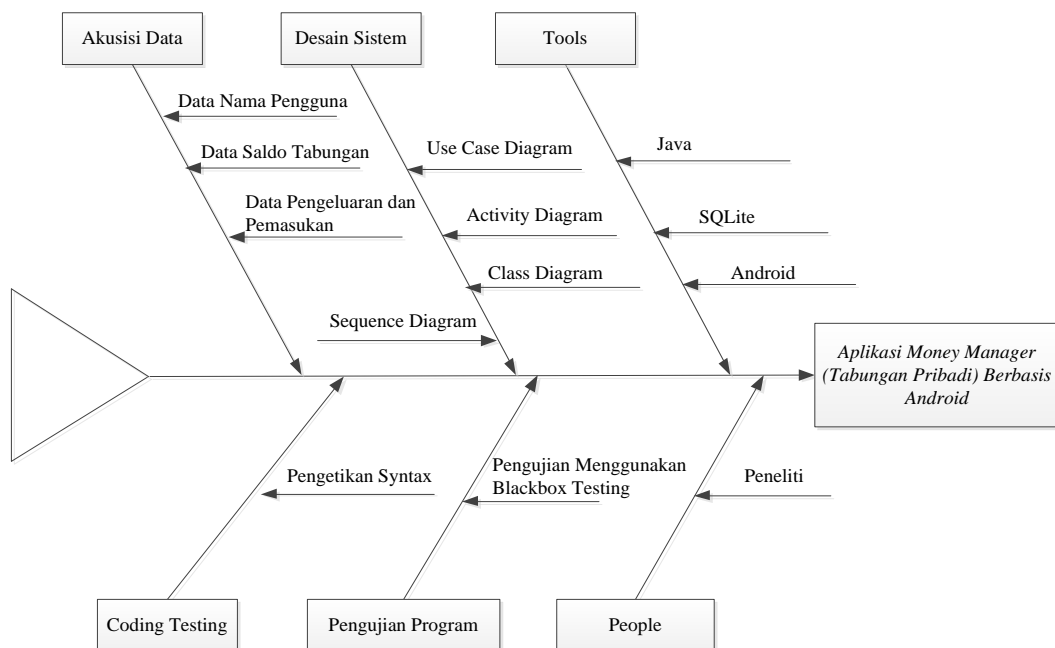 Akusisi Data
Desain Sistem
Tools
Data Nama Pengguna
Data Saldo Tabungan
Data Pengeluaran dan
Pemasukan
Use Case Diagram
Activity Diagram
Class Diagram
Sequence Diagram
Java
SQLite
Android
Aplikasi Money Manager
(Tabungan Pribadi) Berbasis
Android
Pengetikan Syntax
Pengujian Menggunakan
Blackbox Testing
Peneliti
Coding Testing
Pengujian Program
People